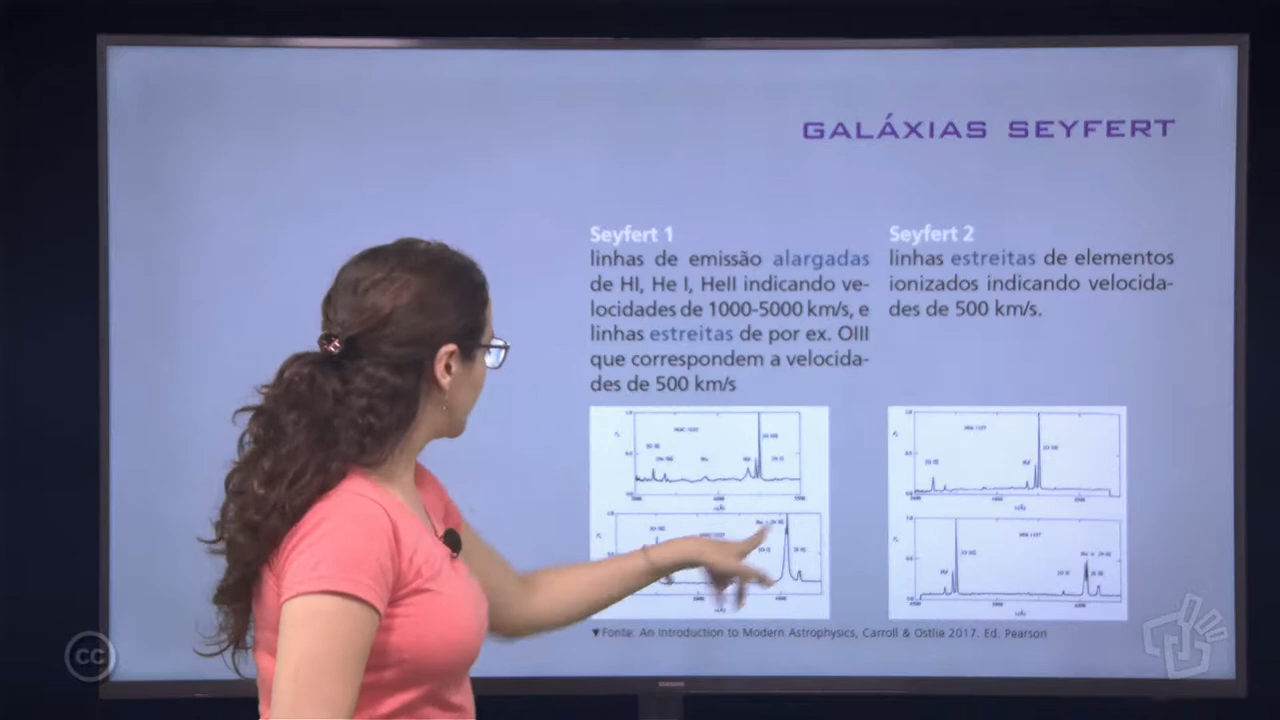 GALÁXIAS SEYFERT
Seyfert 1
linhas de emissão alargadas
de HI, He I, HeII indicando ve-
locidades de 1000-5000 km/s, e
linhas estreitas de por ex. OIII
que correspondem a velocida-
des de 500 km/s
Seyfert 2
linhas estreitas de elementos
ionizados indicando velocida-
des de 500 km/s.
▼Fonte: An Introduction to Modern Astrophysics, Carroll & Ostlie 2017. Ed. Pearson
SAMSUNG
cc